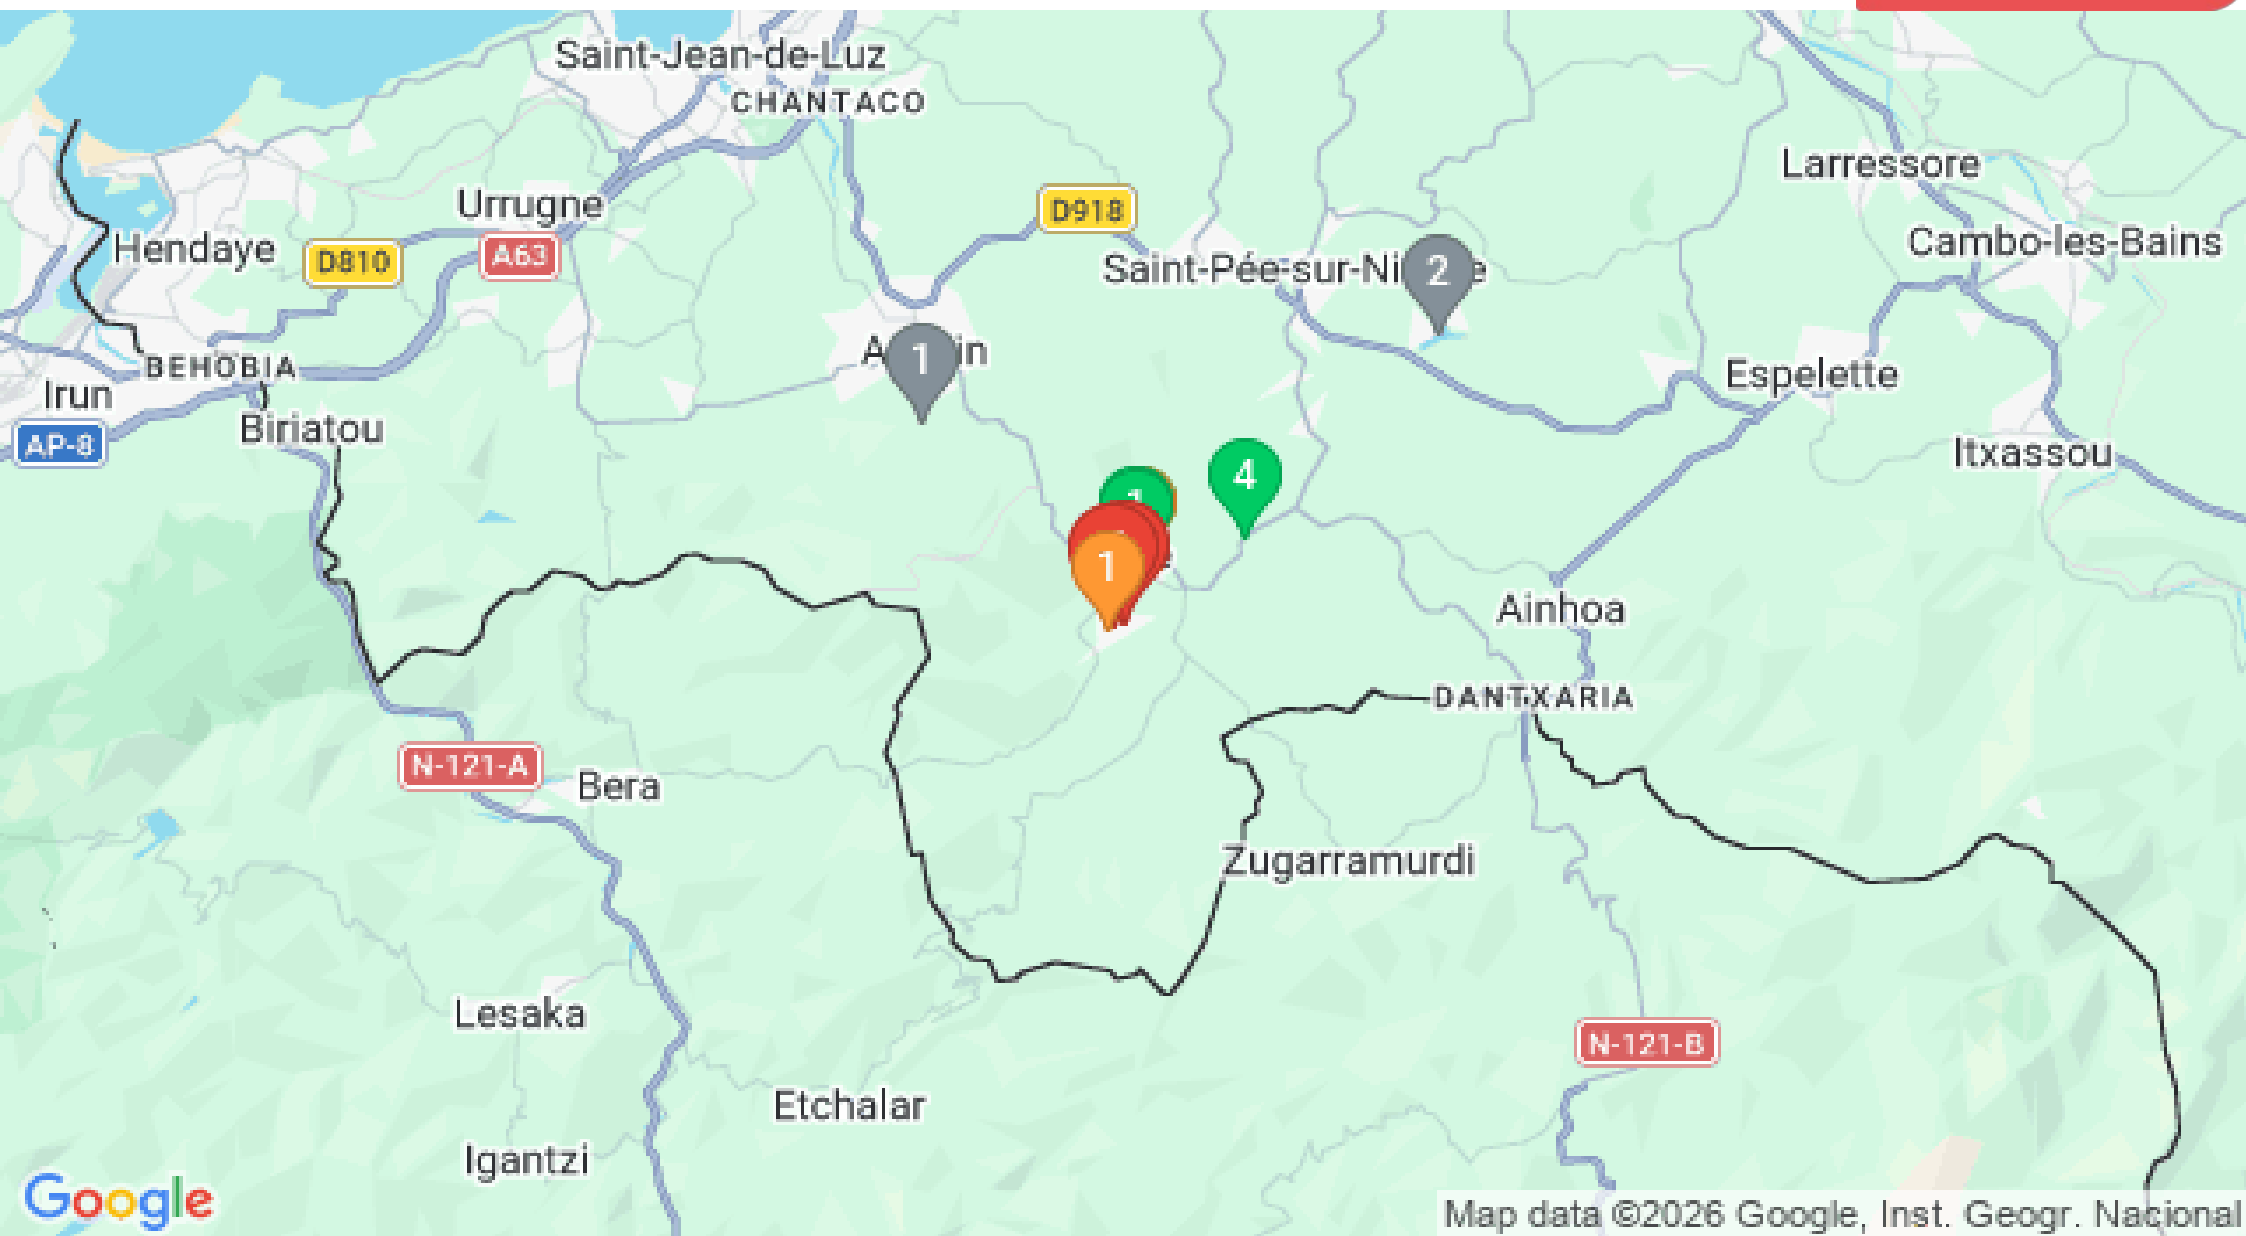 Saint-Jean-de-Luz
CHANTACO
D918
Larressore
Urrugne
Hendaye
D810
A63
Saint-Pée-sur-Ni
2
Cambo-les-Bains
BEHOBIA
1
Irun
Espelette
Biriatou
AP-8
Itxassou
4
1
Ainhoa
DANTXARIA
N-121-A
Bera
Zugarramurdi
Lesaka
N-121-B
Etchalar
Igantzi
Google
Map data ©2026 Google, Inst. Geogr. Nacional